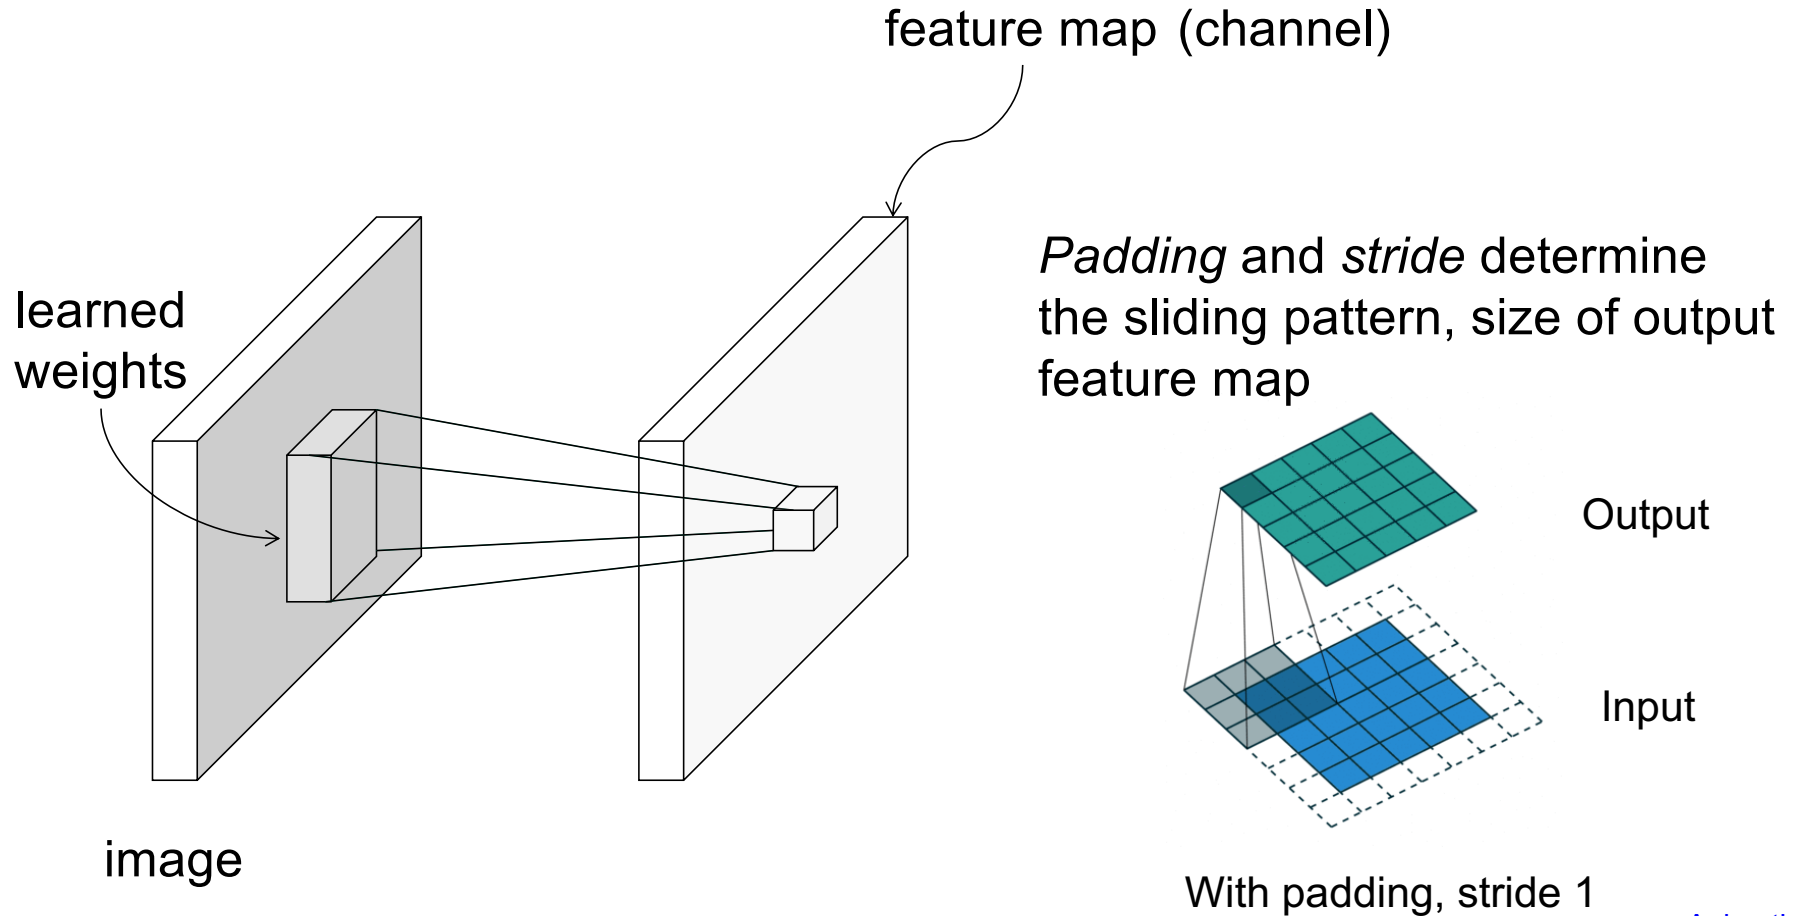 feature map (channel)
learned
weights
image
Padding and stride determine
the sliding pattern, size of output
feature map
Output
Input
With padding, stride 1